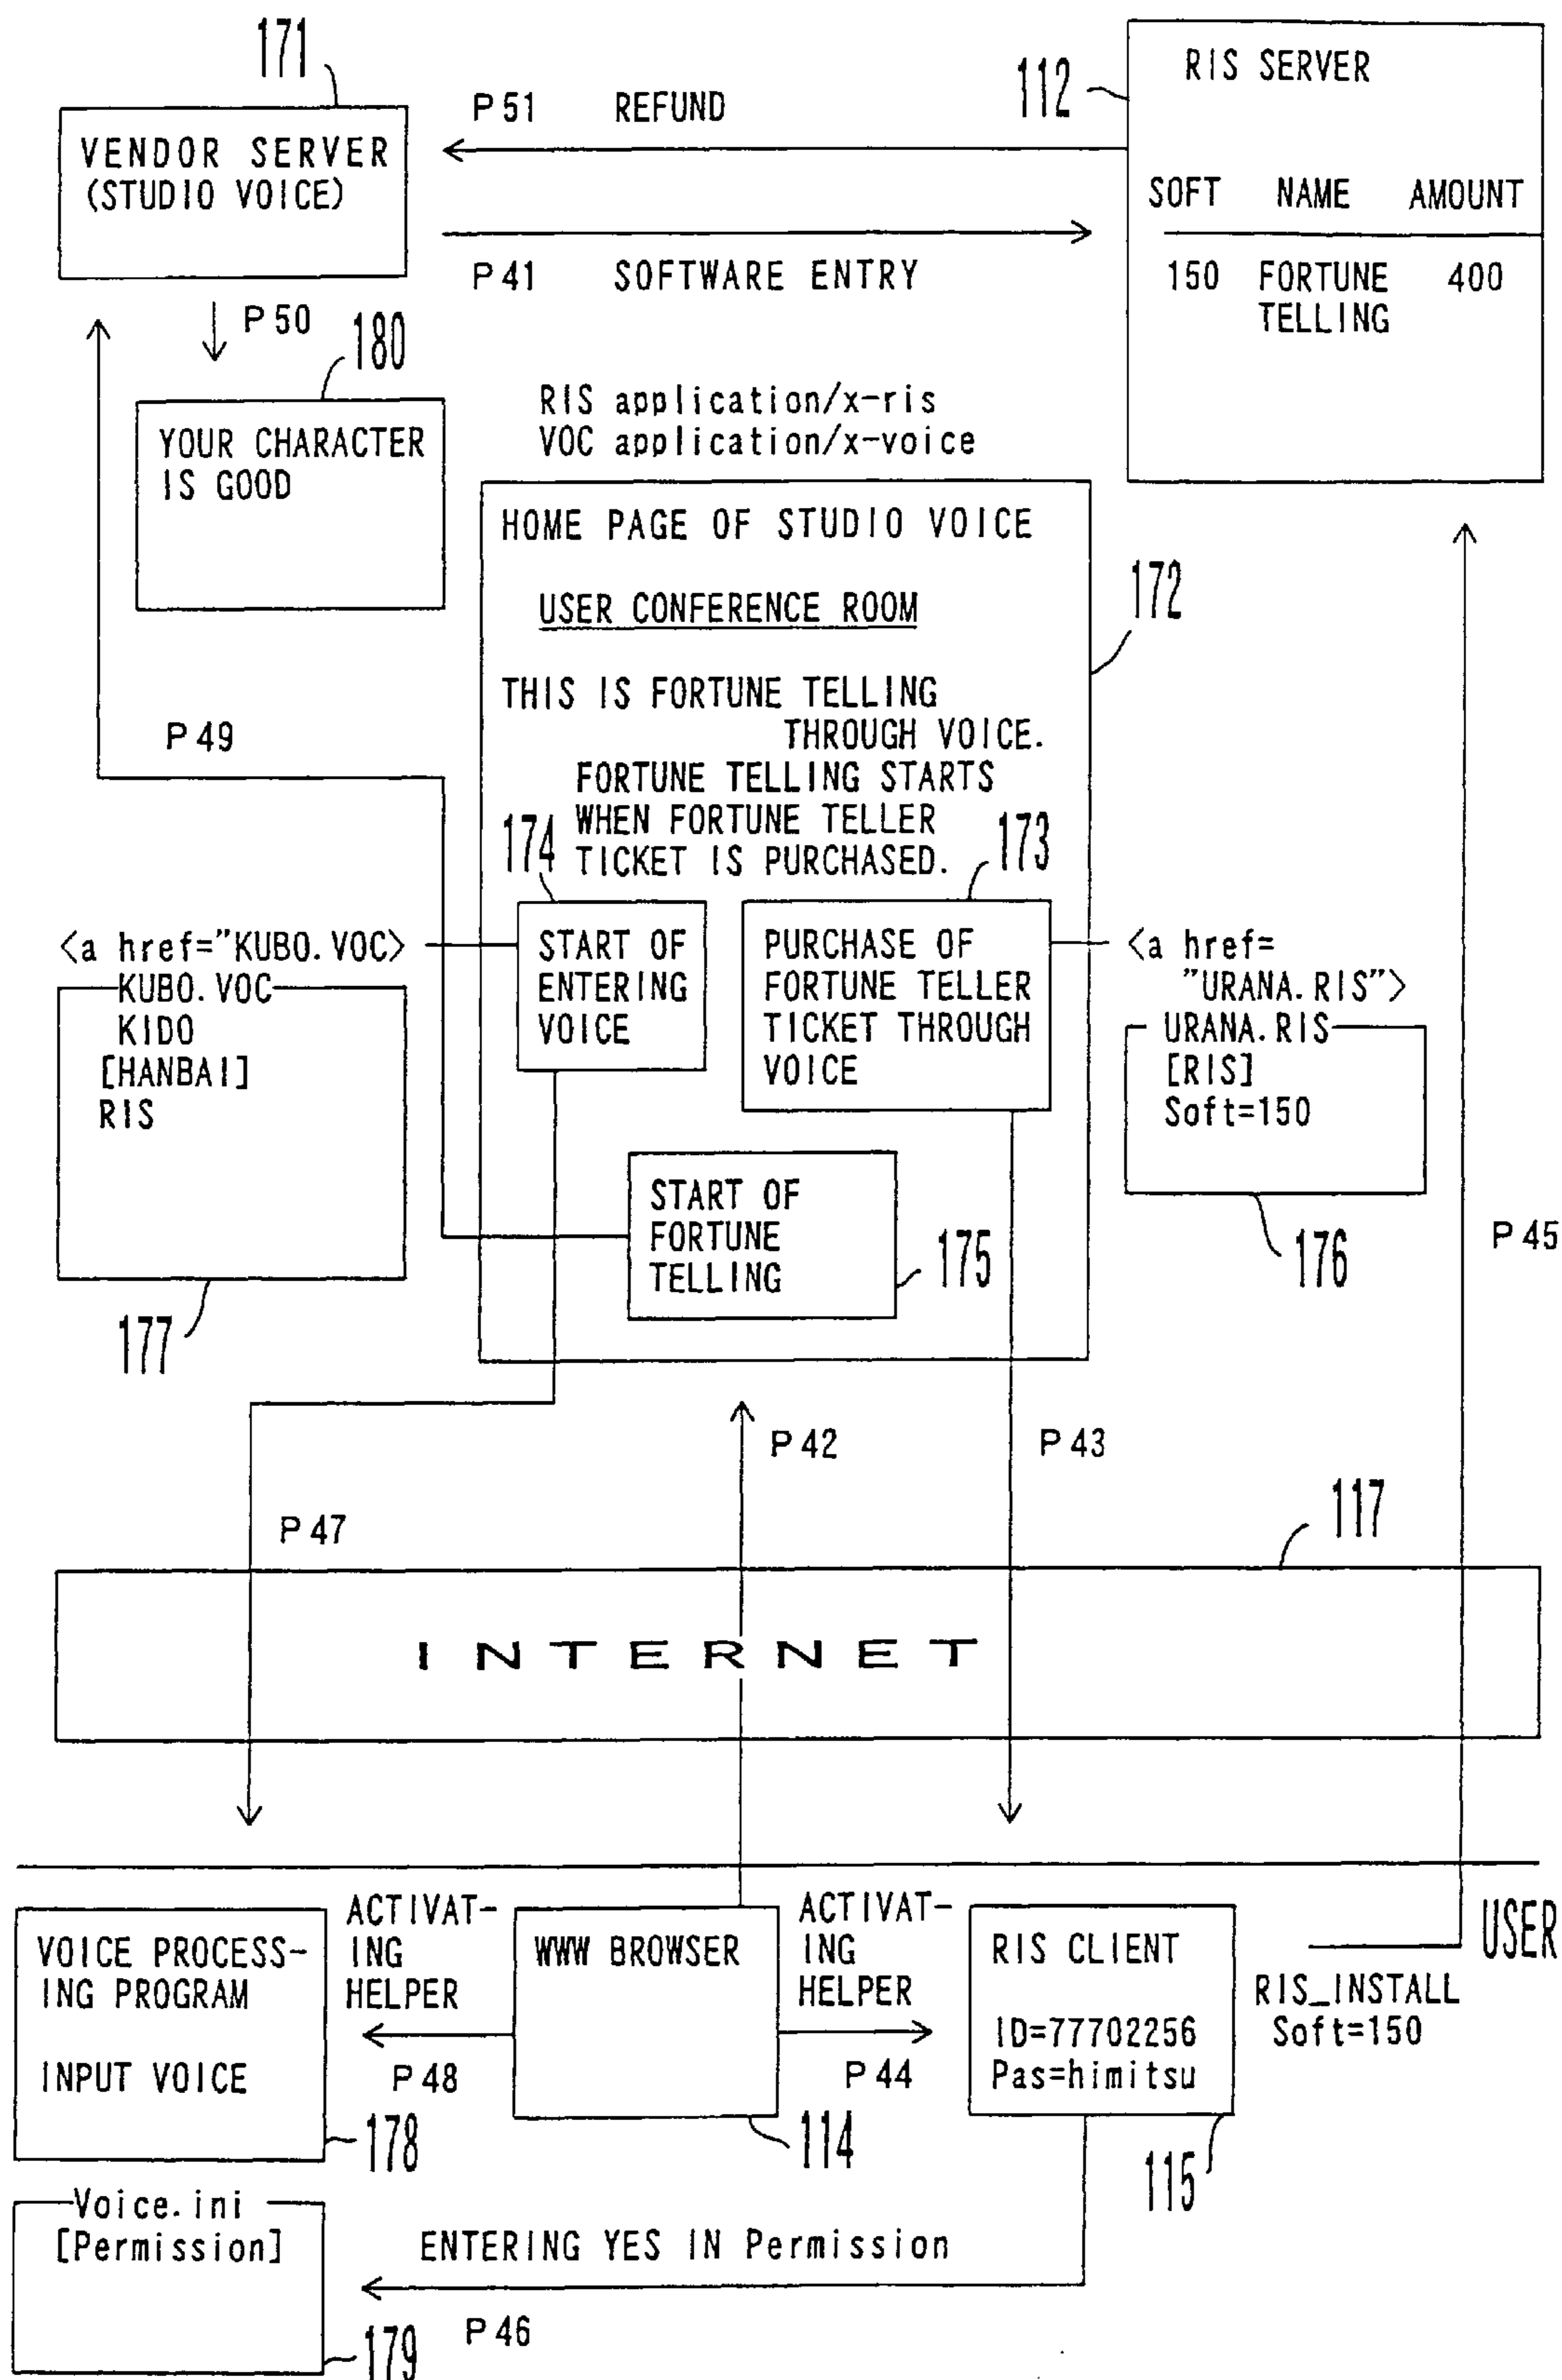 171
VENDOR SERVER
(STUDIO VOICE)
P51 REFUND
112
RIS SERVER
SOFT NAME AMOUNT
150 FORTUNE 400
TELLING
P41 SOFTWARE ENTRY
P50
180
YOUR CHARACTER
IS GOOD
RIS application/x-ris
VOC application/x-voice
HOME PAGE OF STUDIO VOICE
USER CONFERENCE ROOM
172
THIS IS FORTUNE TELLING
THROUGH VOICE.
FORTUNE TELLING STARTS
WHEN FORTUNE TELLER
TICKET IS PURCHASED.
P49
174
173
<a href="KUBO.VOC>
KUBO.VOC
KIDO
[HANBAI]
RIS
177
START OF
ENTERING
VOICE
PURCHASE OF
FORTUNE TELLER
TICKET THROUGH
VOICE
<a href=
"URANA.RIS">
URANA.RIS
[RIS]
Soft=150
176
START OF
FORTUNE
TELLING
175
P45
P42
P43
P47
117
INTERNET
USER
VOICE PROCESS-
ING PROGRAM
INPUT VOICE
178
ACTIVAT-
ING
HELPER
P48
WWW BROWSER
114
ACTIVAT-
ING
HELPER
P44
RIS CLIENT
ID=77702256
Pas=himitsu
115
RIS_INSTALL
Soft=150
Voice.ini
[Permission]
179
ENTERING YES IN Permission
P46